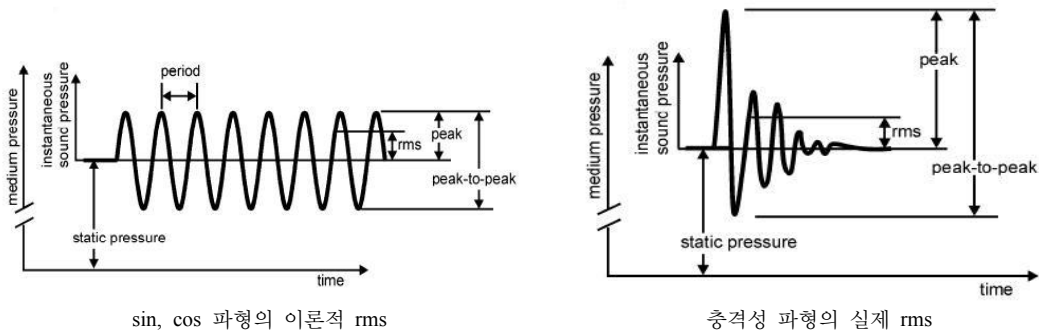 medium pressure
instantaneous
sound pressure
period
peak
rms
peak-to-peak
static pressure
time
sin, cos 파형의 이론적 rms
medium pressure
instantaneous
sound pressure
peak
rms
peak-to-peak
static pressure
time
충격성 파형의 실제 rms